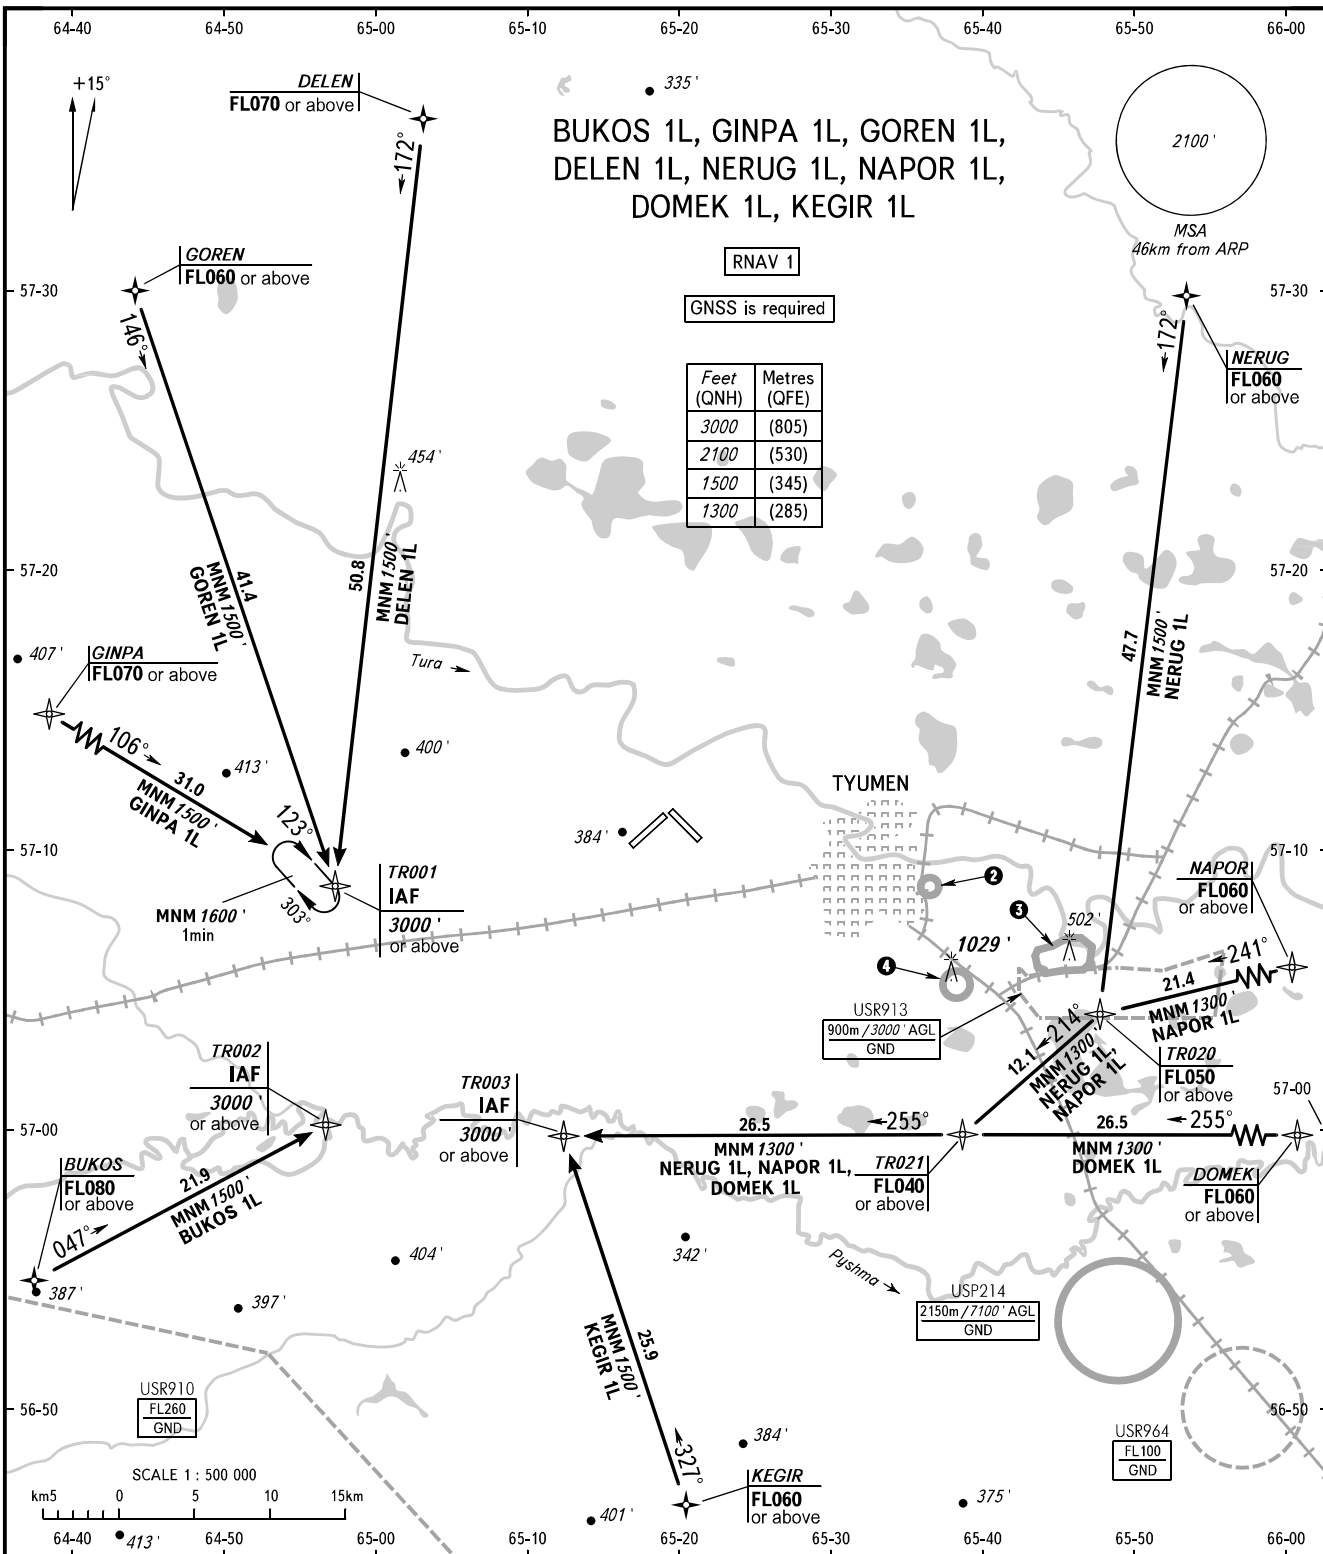 64-40 64-50 65-00 65-10 65-20 65-30 65-40 65-50 66-00
+15°
DELEN
FL070 or above
172°
335'
BUKOS 1L, GINPA 1L, GOREN 1L,
DELEN 1L, NERUG 1L, NAPOR 1L,
DOMEK 1L, KEGIR 1L
2100'
MSA
46km from ARP
RNAV 1
GNSS is required
GOREN
FL060 or above
57-30
57-30
146°
172°
NERUG
FL060
or above
Feet (QNH) Metres (QFE)
3000 (805)
2100 (530)
1500 (345)
1300 (285)
454'
57-20
57-20
41.4
MNM 1500'
GOREN 1L
50.8
MNM 1500'
DELEN 1L
47.7
MNM 1500'
NERUG 1L
407'
GINPA
FL070 or above
Tura
106°
31.0
MNM 1500'
GINPA 1L
413'
400'
TYUMEN
384'
57-10
57-10
123°
303°
MNM 1600'
1min
TR001
IAF
3000'
or above
2
3
502'
1029'
4
NAPOR
FL060
or above
241°
21.4
MNM 1300'
NAPOR 1L
USR913
900m/3000' AGL
GND
214°
12.1
MNM 1300'
NERUG 1L,
NAPOR 1L
TR020
FL050
or above
TR002
IAF
3000'
or above
TR003
IAF
3000'
or above
57-00
57-00
255°
26.5
MNM 1300'
NERUG 1L, NAPOR 1L,
DOMEK 1L
TR021
FL040
or above
255°
26.5
MNM 1300'
DOMEK 1L
DOMEK
FL060
or above
BUKOS
FL080
or above
047°
21.9
MNM 1500'
BUKOS 1L
387'
404'
397'
342'
Pyshma
USP214
2150m/7100' AGL
GND
25.9
MNM 1500'
KEGIR 1L
327°
USR910
FL260
GND
56-50
56-50
384'
USR964
FL100
GND
KEGIR
FL060
or above
401'
375'
SCALE 1 : 500 000
km5 0 5 10 15km
413'
64-40 64-50 65-00 65-10 65-20 65-30 65-40 65-50 66-00